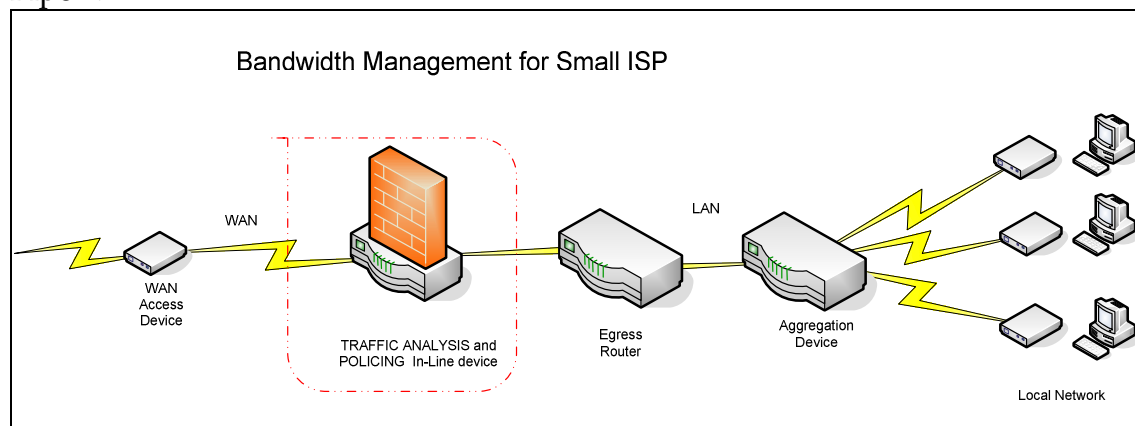 Bandwidth Management for Small ISP
WAN
LAN
WAN
Access
Device
TRAFFIC ANALYSIS and
POLICING In-Line device
Egress
Router
Aggregation
Device
Local Network